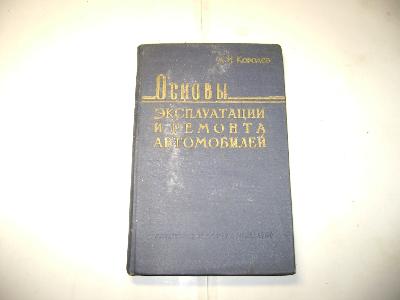 Н. И. Королев
Основы
ЭКСПЛУАТАЦИИ
И РЕМОНТА
АВТОМОБИЛЕЙ